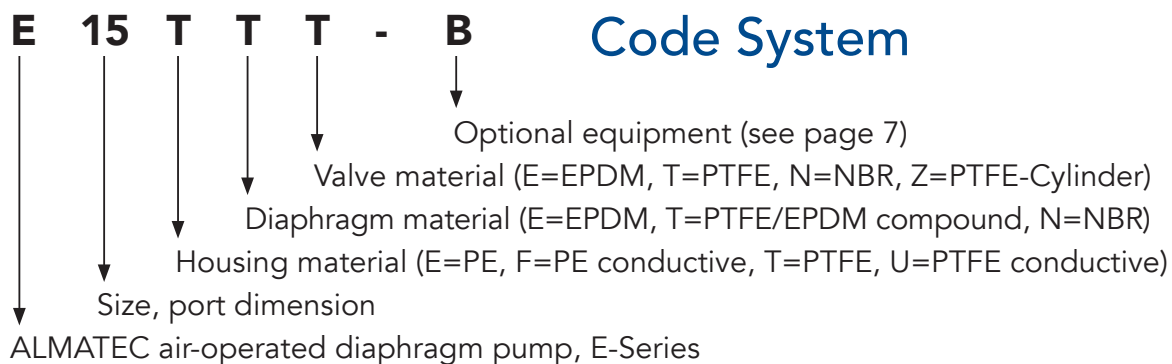 E 15 T T T - B Code System
Optional equipment (see page 7)
Valve material (E=EPDM, T=PTFE, N=NBR, Z=PTFE-Cylinder)
Diaphragm material (E=EPDM, T=PTFE/EPDM compound, N=NBR)
Housing material (E=PE, F=PE conductive, T=PTFE, U=PTFE conductive)
Size, port dimension
ALMATEC air-operated diaphragm pump, E-Series